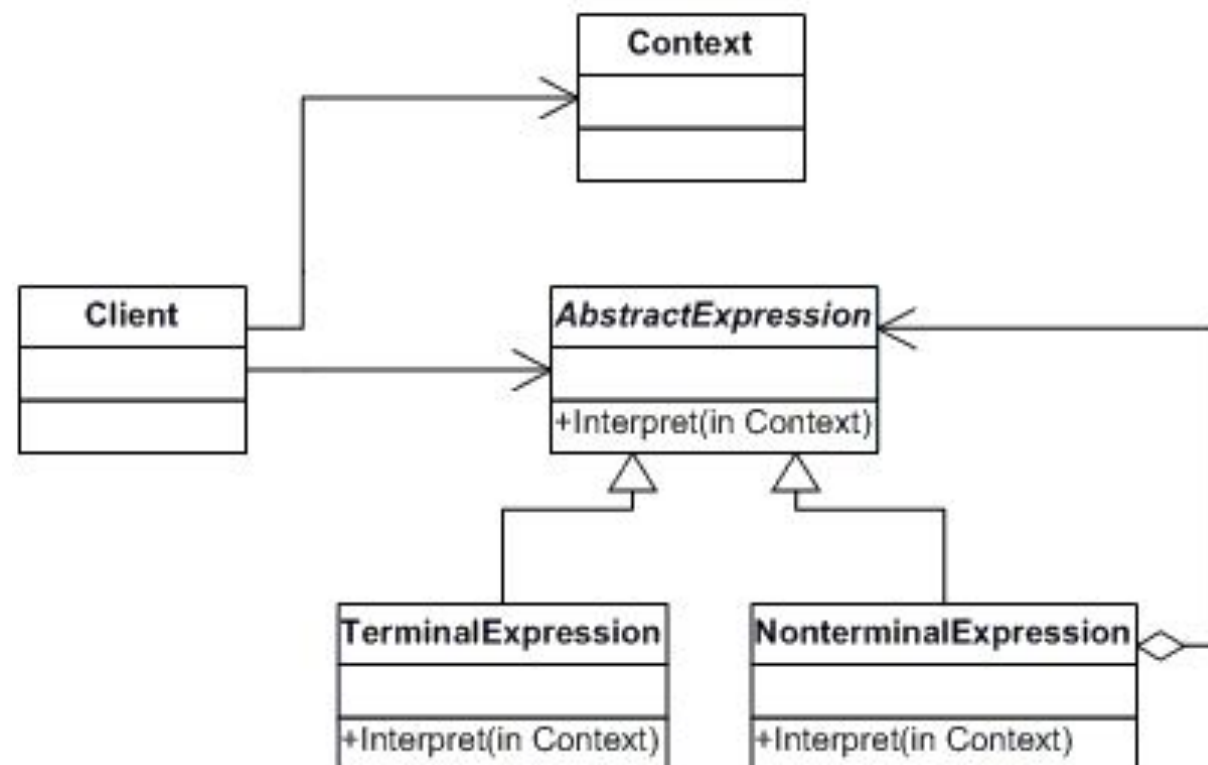 Context
Client
AbstractExpression
+Interpret(in Context)
TerminalExpression
NonterminalExpression
+Interpret(in Context)
+Interpret(in Context)